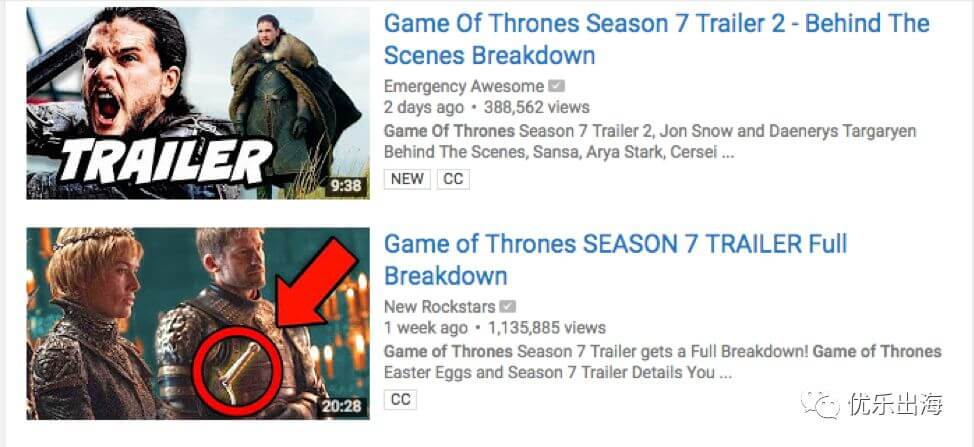 Game Of Thrones Season 7 Trailer 2 - Behind The
Scenes Breakdown
Emergency Awesome
2 days ago • 388,562 views
Game Of Thrones Season 7 Trailer 2, Jon Snow and Daenerys Targaryen
Behind The Scenes, Sansa, Arya Stark, Cersei ...
NEW CC
TRAILER
9:38
Game of Thrones SEASON 7 TRAILER Full
Breakdown
New Rockstars
1 week ago • 1,135,885 views
Game of Thrones Season 7 Trailer gets a Full Breakdown! Game of Thrones
Easter Eggs and Season 7 Trailer Details You ...
CC
20:28
优乐出海